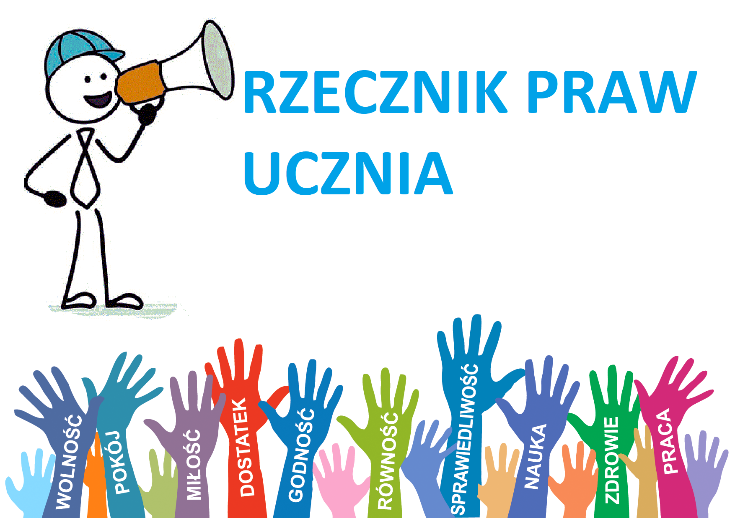 RZECZNIK PRAW
UCZNIA
WOLNOŚĆ
POKÓJ
MIŁOŚĆ
DOSTATEK
GODNOŚĆ
RÓWNOŚĆ
SPRAWIEDLIWOŚĆ
NAUKA
ZDROWIE
PRACA